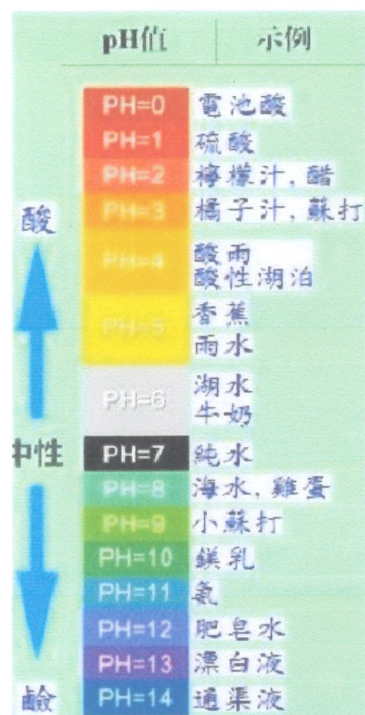 pH值 示例
PH=0 電池酸
PH=1 硫酸
PH=2 檸檬汁,醋
PH=3 橘子汁,蘇打
酸
PH=4 酸雨
酸性湖泊
PH=5 香蕉
雨水
PH=6 湖水
牛奶
中性 PH=7 純水
PH=8 海水,雞蛋
PH=9 小蘇打
PH=10 鎂乳
PH=11 氨
PH=12 肥皂水
PH=13 漂白液
鹼 PH=14 通渠液